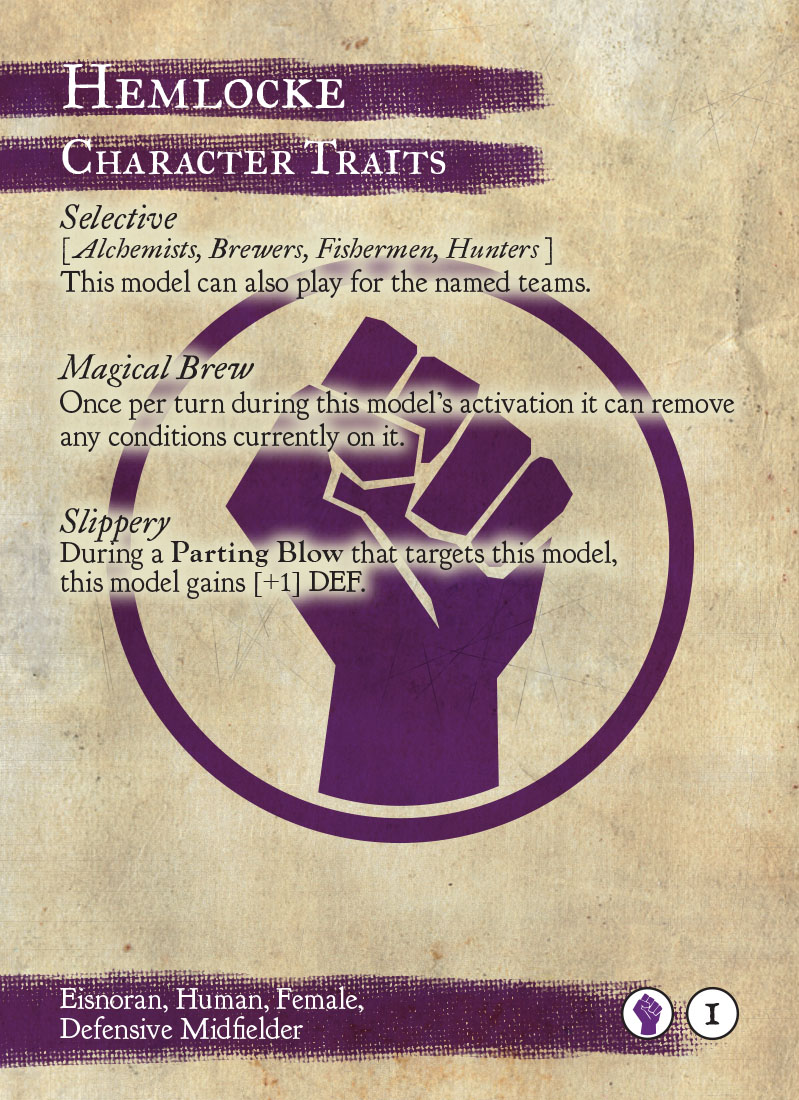 Hemlocke
Character Traits
Selective
[ Alchemists, Brewers, Fishermen, Hunters ]
This model can also play for the named teams.
Magical Brew
Once per turn during this model's activation it can remove
any conditions currently on it.
Slippery
During a Parting Blow that targets this model,
this model gains [+1] DEF.
Eisnoran, Human, Female,
Defensive Midfielder
1